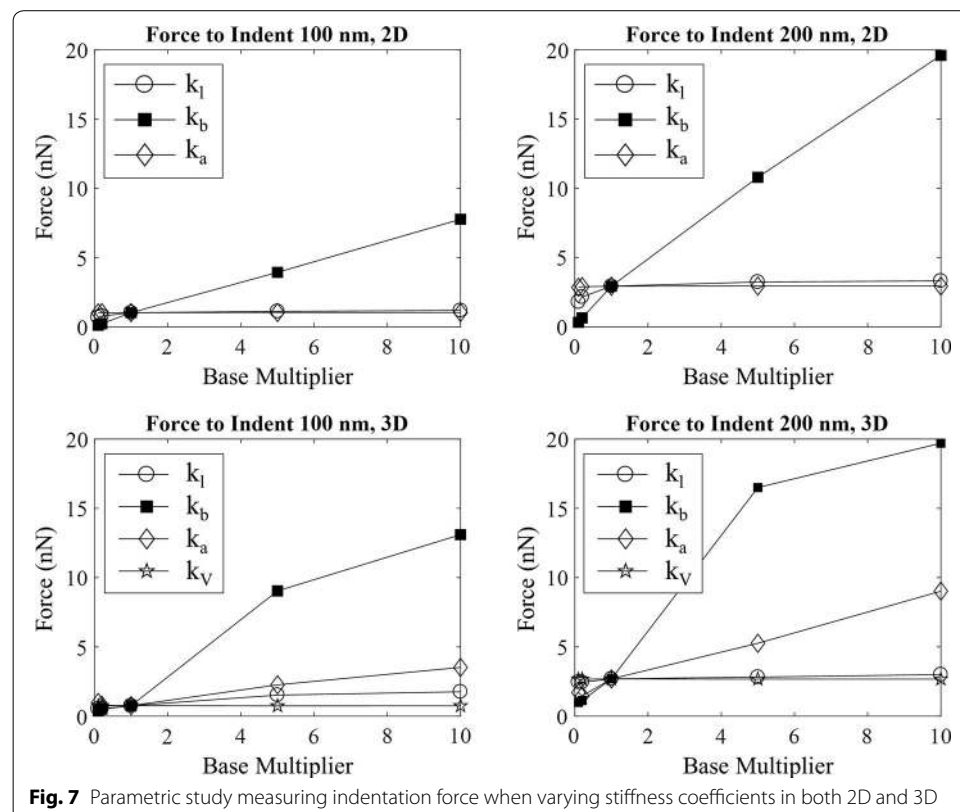 Force to Indent 100 nm, 2D
20
15
10
5
0
Force (nN)
k_l
k_b
k_a
0 2 4 6 8 10
Base Multiplier
Force to Indent 200 nm, 2D
20
15
10
5
0
Force (nN)
k_l
k_b
k_a
0 2 4 6 8 10
Base Multiplier
Force to Indent 100 nm, 3D
20
15
10
5
0
Force (nN)
k_l
k_b
k_a
k_V
0 2 4 6 8 10
Base Multiplier
Force to Indent 200 nm, 3D
20
15
10
5
0
Force (nN)
k_l
k_b
k_a
k_V
0 2 4 6 8 10
Base Multiplier
Fig. 7 Parametric study measuring indentation force when varying stiffness coefficients in both 2D and 3D